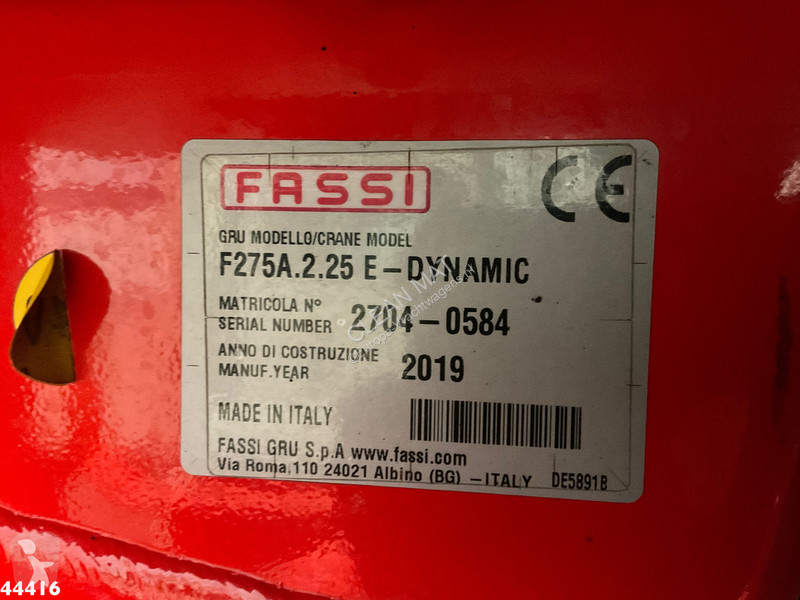 FASSI
CE
GRU MODELLO/CRANE MODEL
F275A.2.25 E-DYNAMIC
MATRICOLA N°
SERIAL NUMBER 2704-0584
ANNO DI COSTRUZIONE
MANUF.YEAR 2019
MADE IN ITALY
FASSI GRU S.p.A www.fassi.com
Via Roma,110 24021 Albino (BG) -ITALY DE5891B
44416